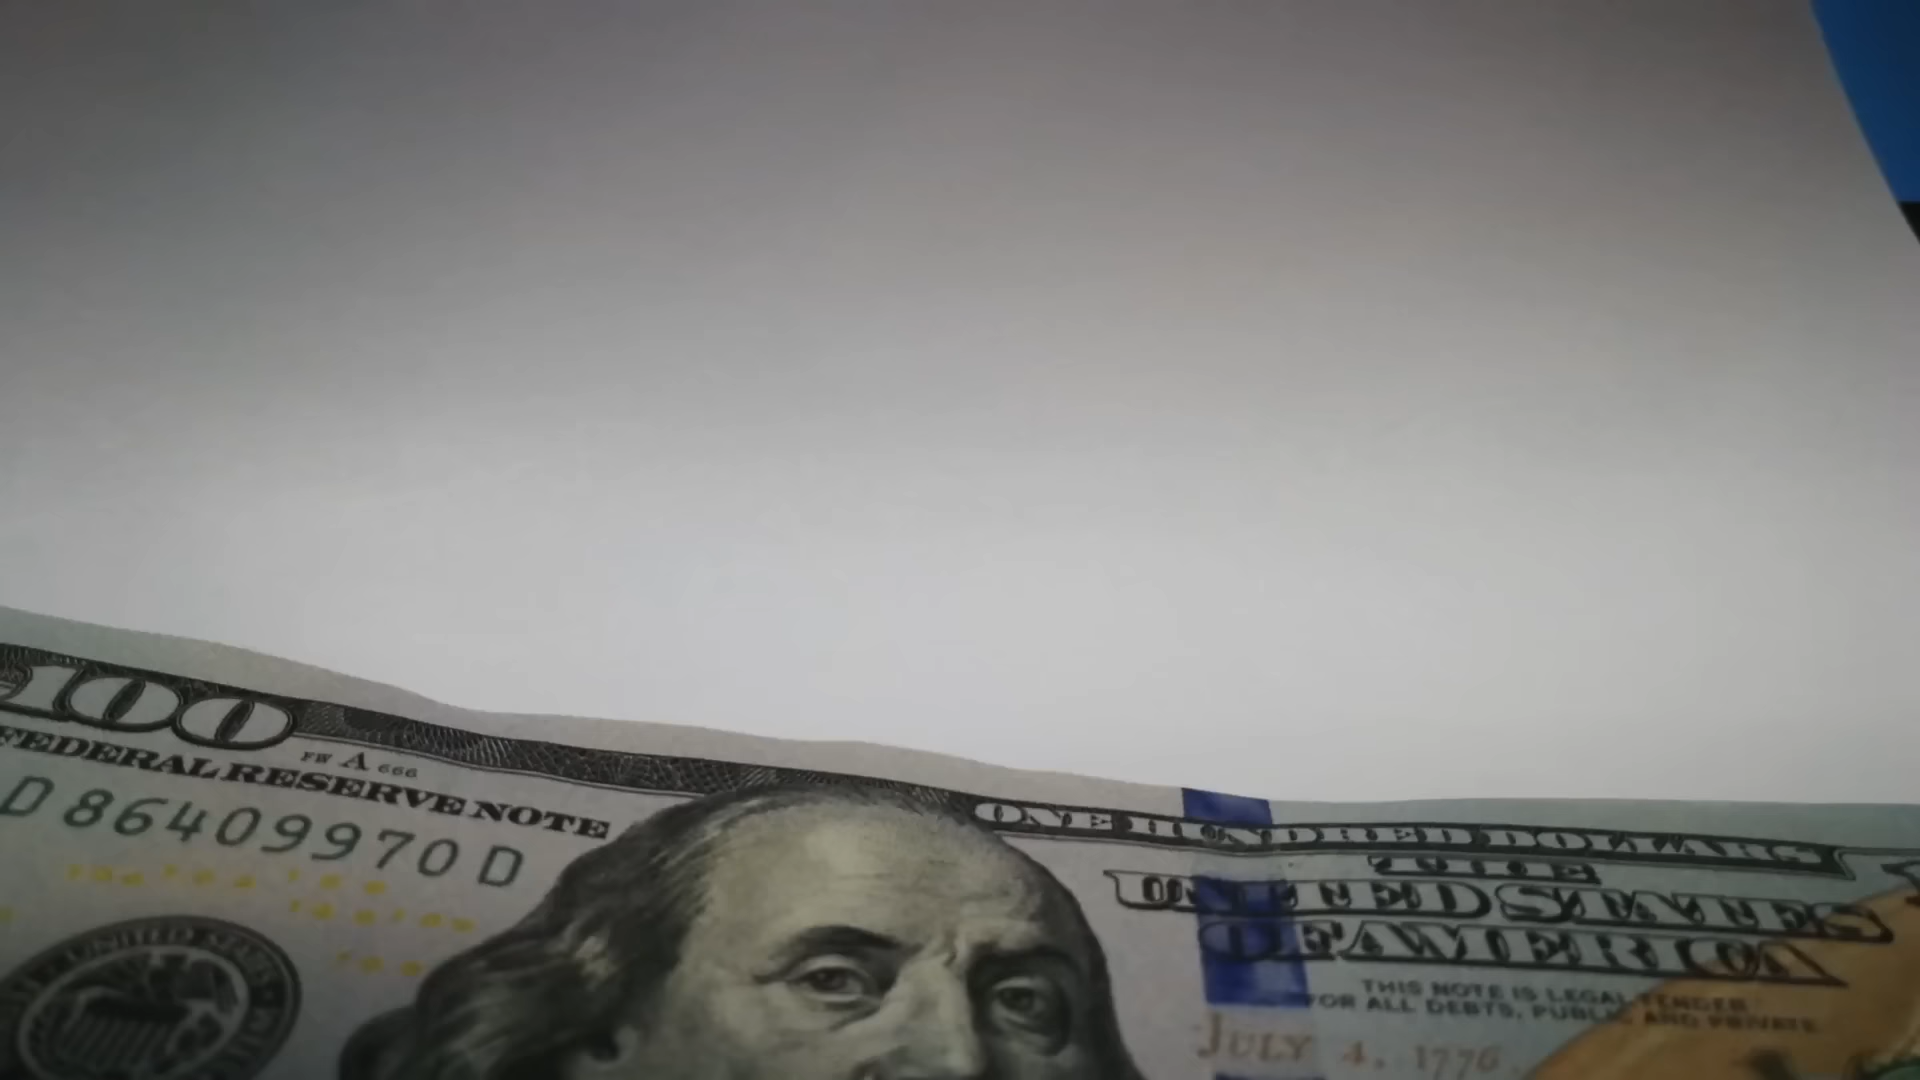 100
FW A 666
FEDERAL RESERVE NOTE
D 86409970 D
ONE HUNDRED DOLLARS
THE
UNITED STATES
OF AMERICA
THIS NOTE IS LEGAL TENDER
FOR ALL DEBTS, PUBLIC AND PRIVATE
JULY 4, 1776